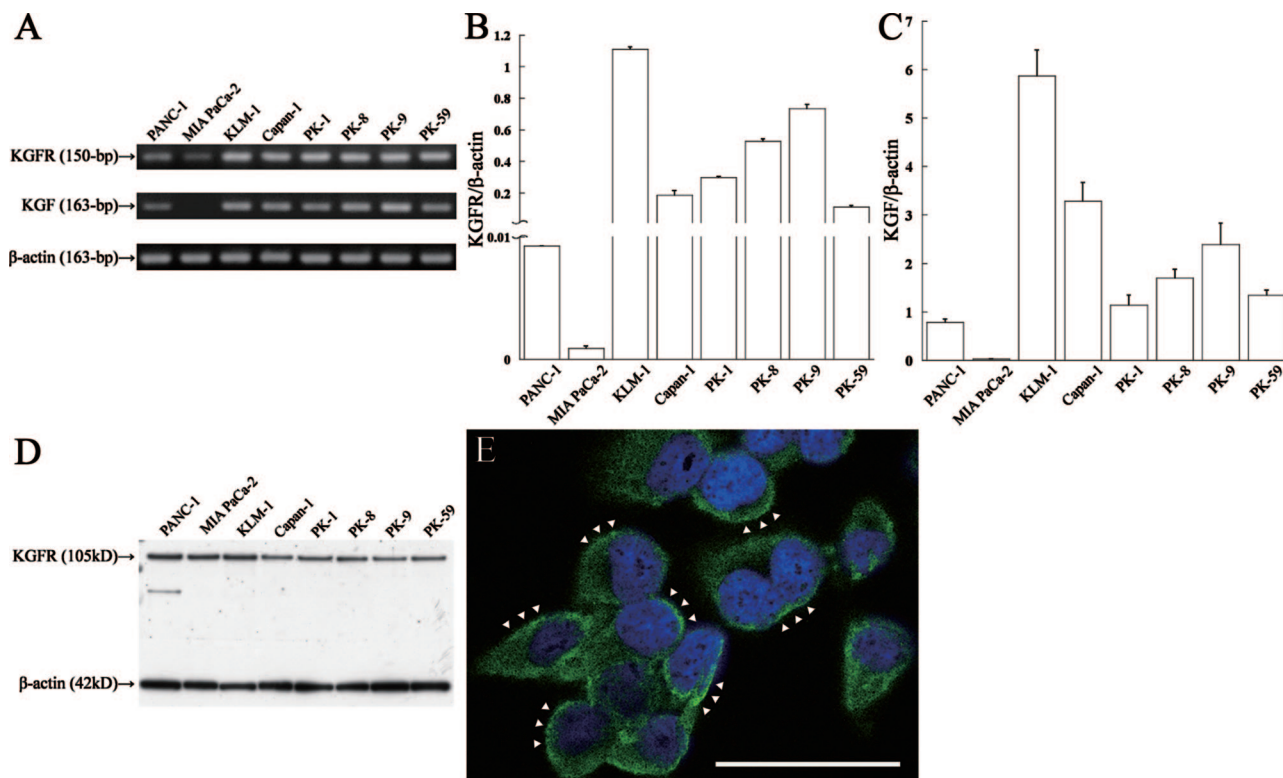 A
PANC-1
MIA PaCa-2
KLM-1
Capan-1
PK-1
PK-8
PK-9
PK-59
KGFR (150-bp)→
KGF (163-bp)→
β-actin (163-bp)→
B
KGFR/β-actin
1.2
1
0.8
0.6
0.4
0.2
0.01
0
PANC-1
MIA PaCa-2
KLM-1
Capan-1
PK-1
PK-8
PK-9
PK-59
C
KGF/β-actin
7
6
5
4
3
2
1
0
PANC-1
MIA PaCa-2
KLM-1
Capan-1
PK-1
PK-8
PK-9
PK-59
D
PANC-1
MIA PaCa-2
KLM-1
Capan-1
PK-1
PK-8
PK-9
PK-59
KGFR (105kD)→
β-actin (42kD)→
E